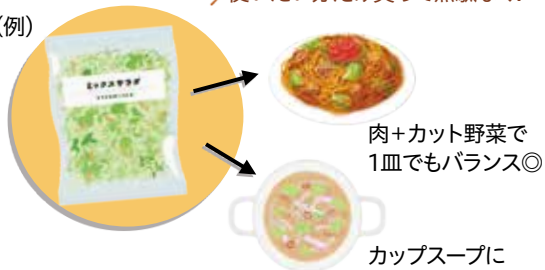 (例)
ミックスサラダ
肉+カット野菜で
1皿でもバランス◎
カップスープに